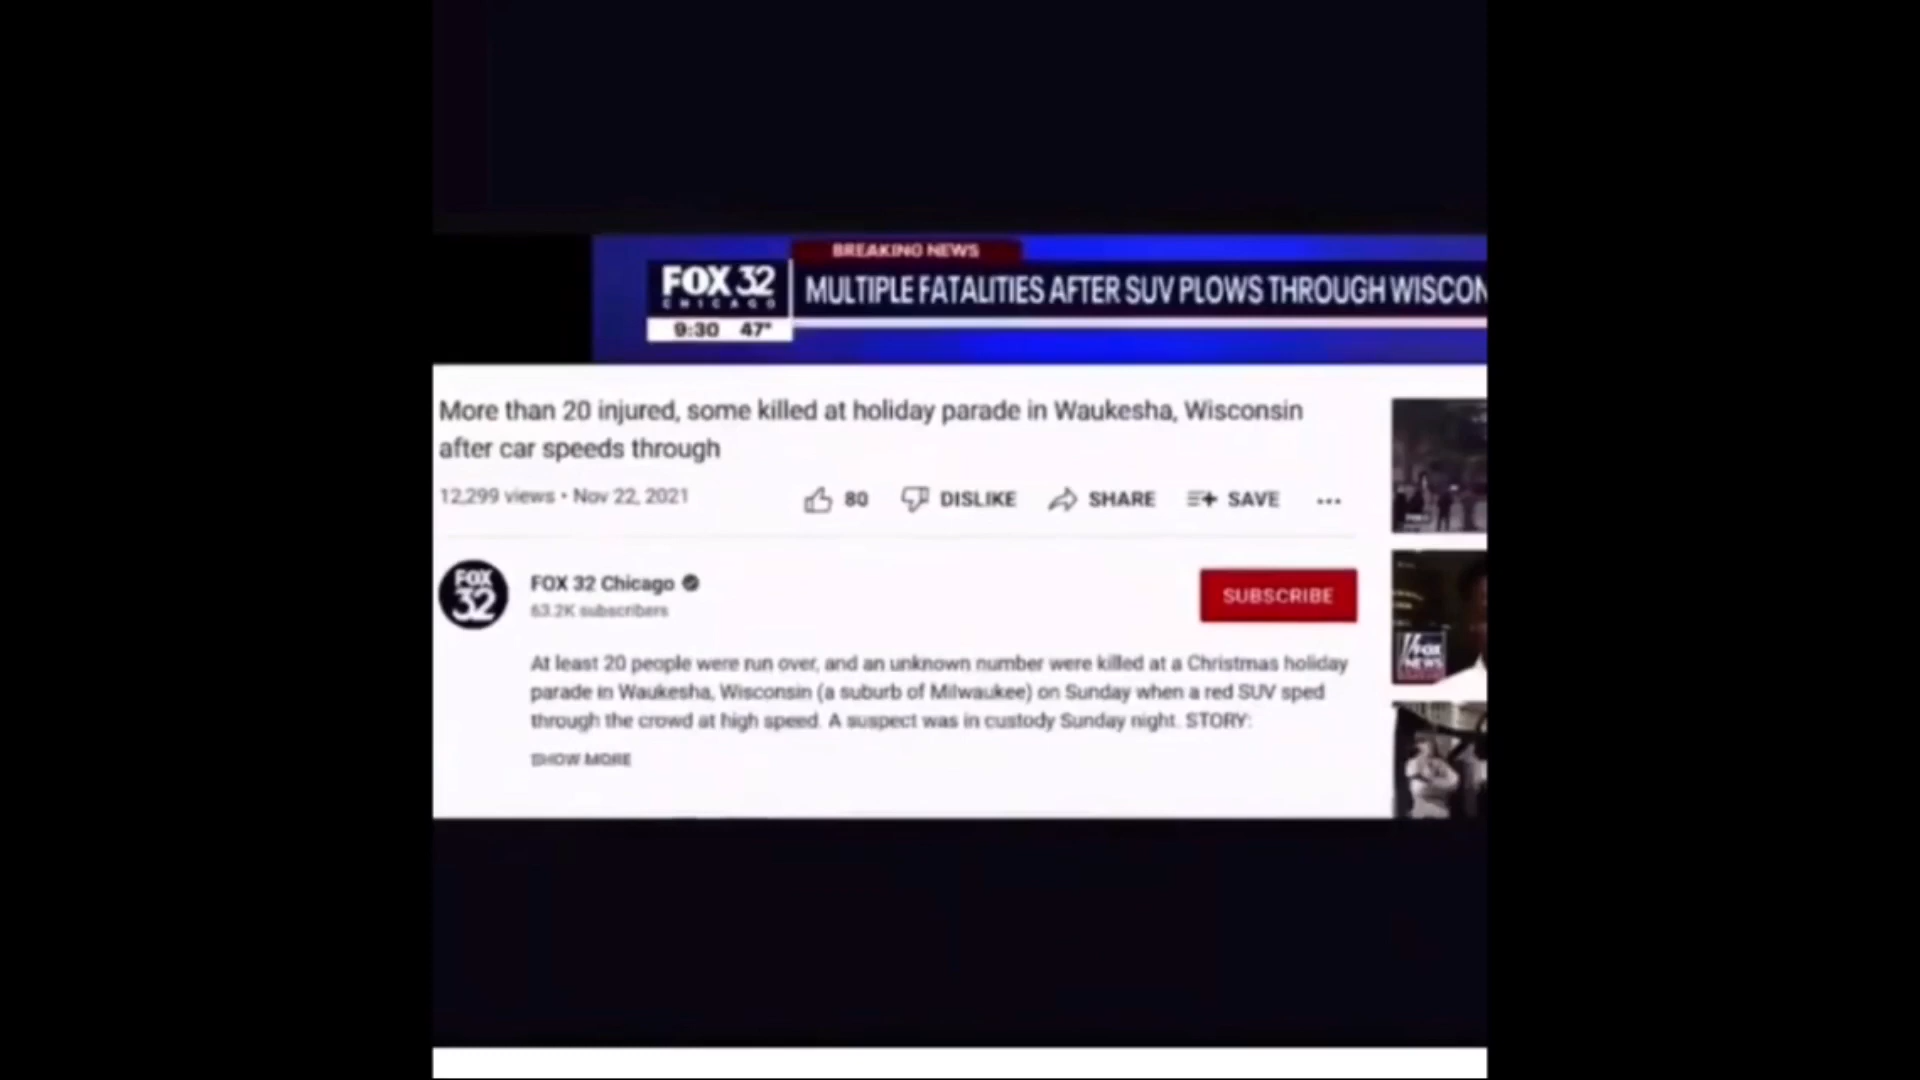 BREAKING NEWS
FOX 32
CHICAGO
MULTIPLE FATALITIES AFTER SUV PLOWS THROUGH WISCON
9:30 47°
More than 20 injured, some killed at holiday parade in Waukesha, Wisconsin
after car speeds through
12,299 views • Nov 22, 2021
80 DISLIKE SHARE SAVE ...
FOX
32
FOX 32 Chicago
63.2K subscribers
SUBSCRIBE
FOX
NEWS
At least 20 people were run over, and an unknown number were killed at a Christmas holiday
parade in Waukesha, Wisconsin (a suburb of Milwaukee) on Sunday when a red SUV sped
through the crowd at high speed. A suspect was in custody Sunday night. STORY:
SHOW MORE